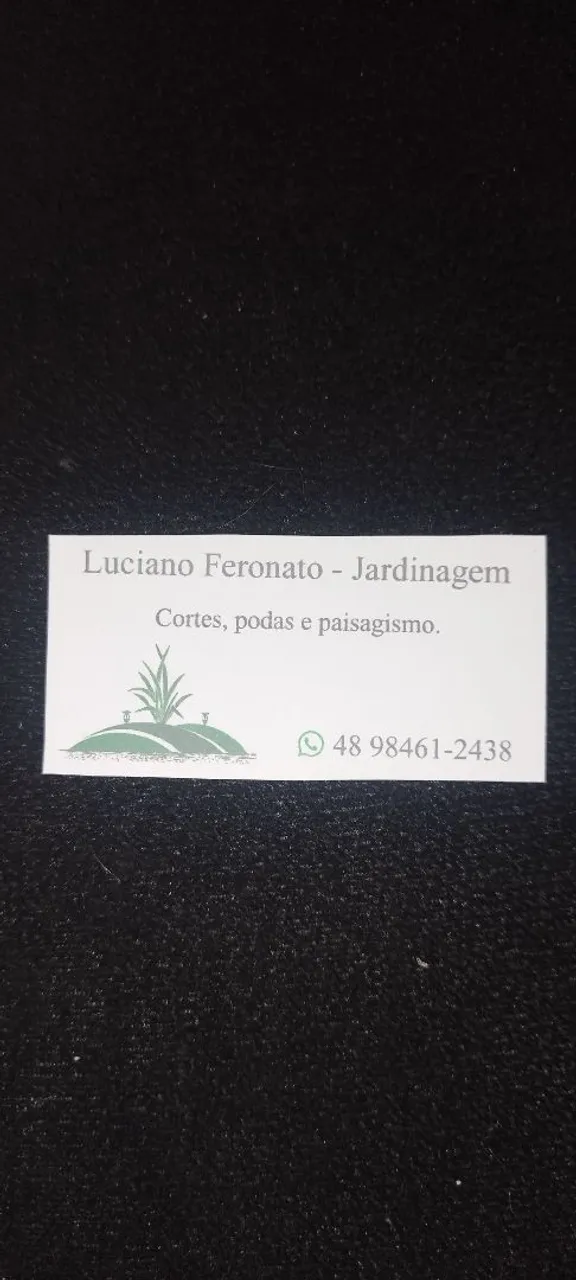 Luciano Feronato - Jardinagem
Cortes, podas e paisagismo.
48 98461-2438